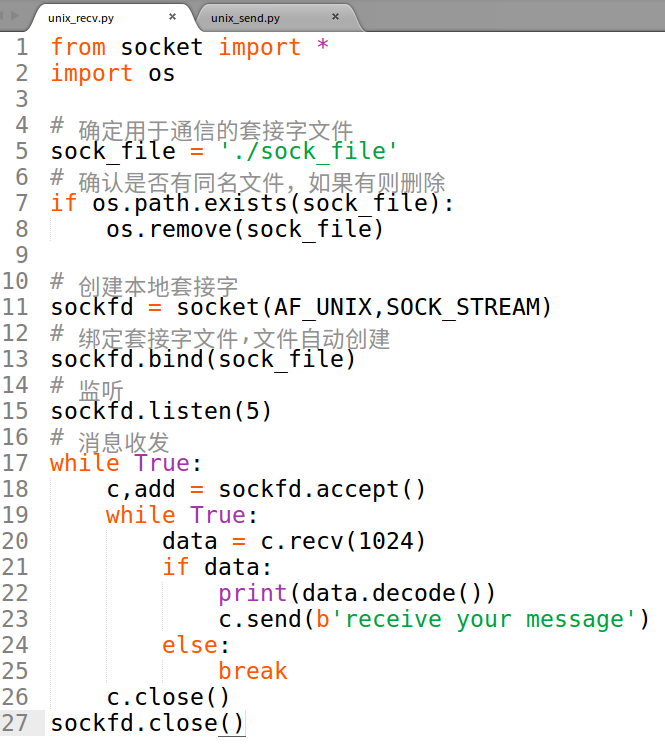 unix_recv.py × unix_send.py ×
1 from socket import *
2 import os
3
4 # 确定用于通信的套接字文件
5 sock_file = './sock_file'
6 # 确认是否有同名文件，如果有则删除
7 if os.path.exists(sock_file):
8     os.remove(sock_file)
9
10 # 创建本地套接字
11 sockfd = socket(AF_UNIX,SOCK_STREAM)
12 # 绑定套接字文件,文件自动创建
13 sockfd.bind(sock_file)
14 # 监听
15 sockfd.listen(5)
16 # 消息收发
17 while True:
18     c,add = sockfd.accept()
19     while True:
20         data = c.recv(1024)
21         if data:
22             print(data.decode())
23             c.send(b'receive your message')
24         else:
25             break
26     c.close()
27 sockfd.close()